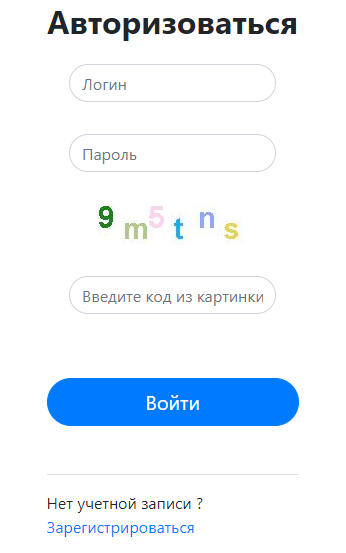 Авторизоваться
Логин
Пароль
9m5tns
Введите код из картинки
Войти
Нет учетной записи ?
Зарегистрироваться